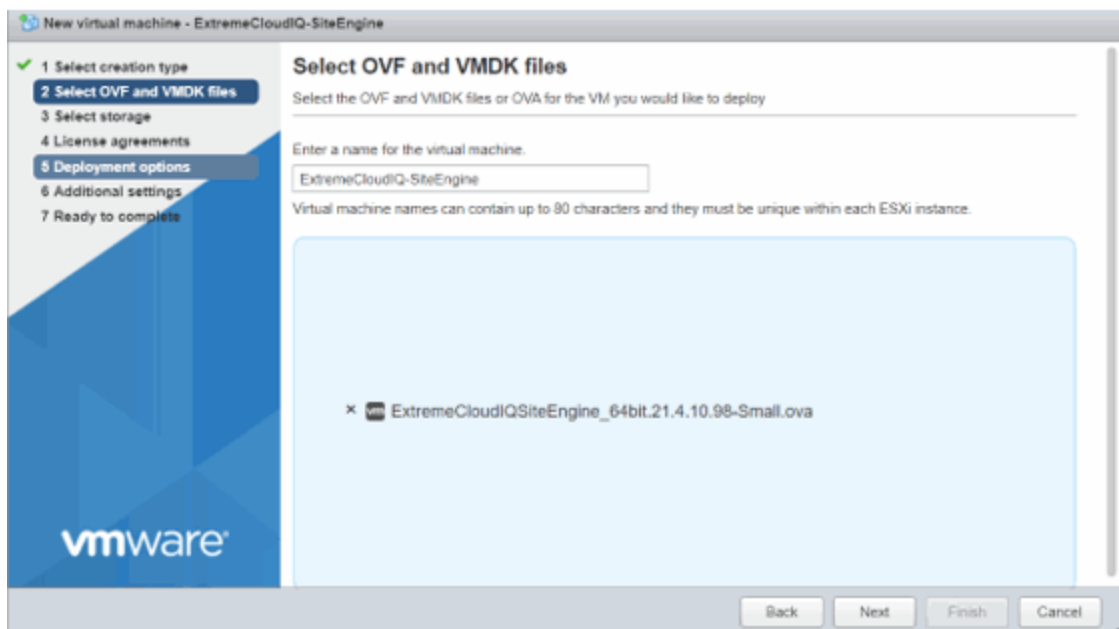 New virtual machine - ExtremeCloudIQ-SiteEngine
1 Select creation type
2 Select OVF and VMDK files
3 Select storage
4 License agreements
5 Deployment options
6 Additional settings
7 Ready to complete
vmware®
Select OVF and VMDK files
Select the OVF and VMDK files or OVA for the VM you would like to deploy
Enter a name for the virtual machine.
ExtremeCloudIQ-SiteEngine
Virtual machine names can contain up to 80 characters and they must be unique within each ESXi instance.
× vm ExtremeCloudIQSiteEngine_64bit.21.4.10.98-Small.ova
Back Next Finish Cancel